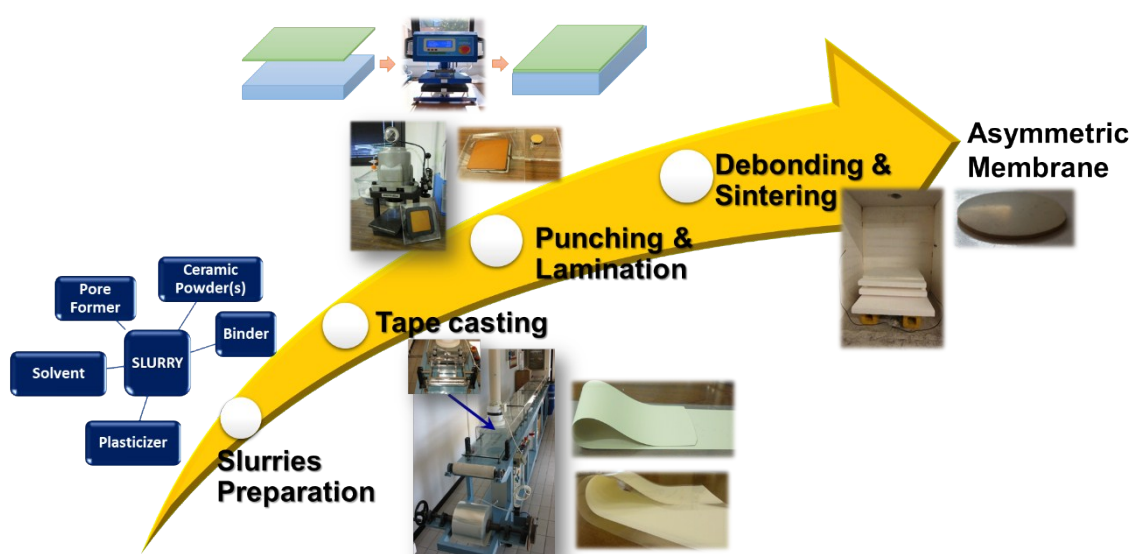 Asymmetric
Membrane
Debonding &
Sintering
Punching &
Lamination
Tape casting
Slurries
Preparation
Ceramic
Powder(s)
Pore
Former
Binder
SLURRY
Solvent
Plasticizer